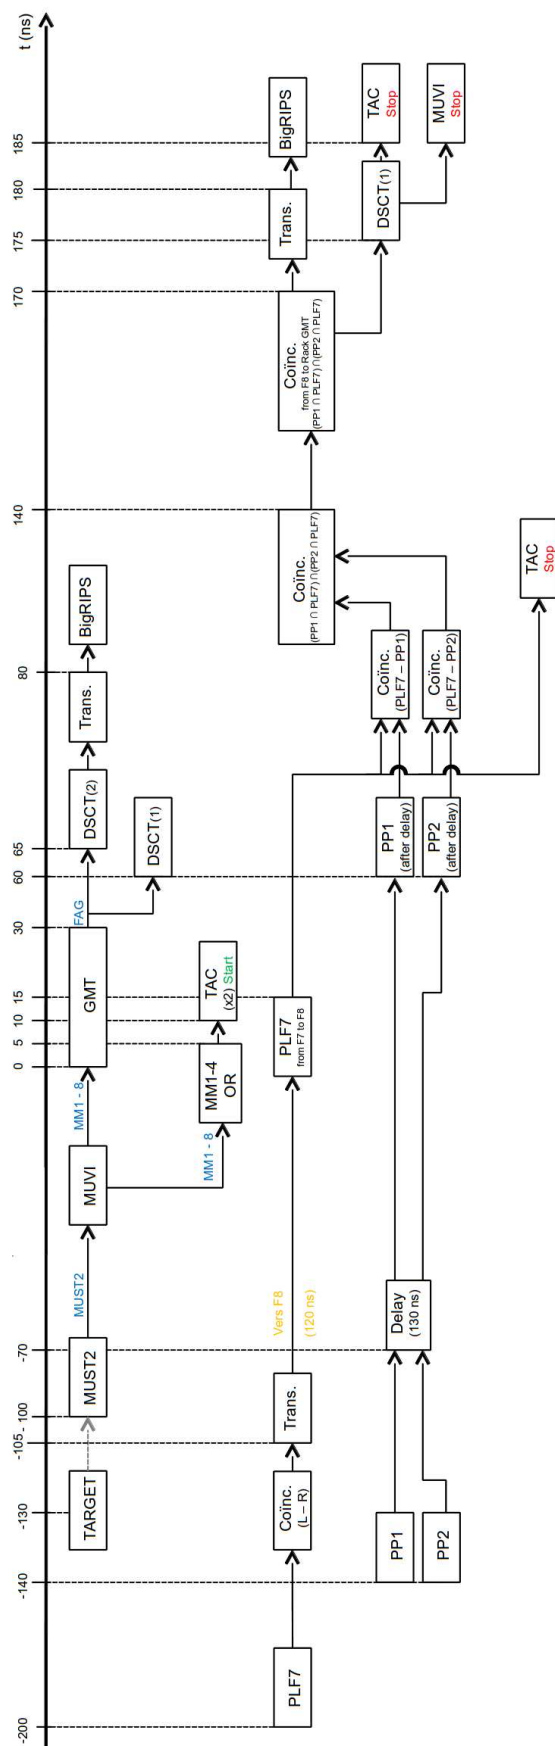 t (ns)
-200
-140
-130
-105
- 100
-70
0
5
10
15
30
60
65
80
140
170
175
180
185
TARGET
MUST2
MUST2
MUVI
MM1 - 8
GMT
FAG
DSCT(2)
Trans.
BigRIPS
DSCT(1)
MM1 - 8
MM1-4
OR
TAC
(x2) Start
PLF7
Coïnc.
(L – R)
Trans.
Vers F8
(120 ns)
PLF7
from F7 to F8
Coïnc.
(PP1 ∩ PLF7) ∩ (PP2 ∩ PLF7)
Coïnc.
from F8 to Rack GMT
(PP1 ∩ PLF7) ∩ (PP2 ∩ PLF7)
Trans.
BigRIPS
DSCT(1)
TAC
Stop
MUVI
Stop
PP1
PP2
Delay
(130 ns)
PP1
(after delay)
PP2
(after delay)
Coïnc.
(PLF7 – PP1)
Coïnc.
(PLF7 – PP2)
TAC
Stop